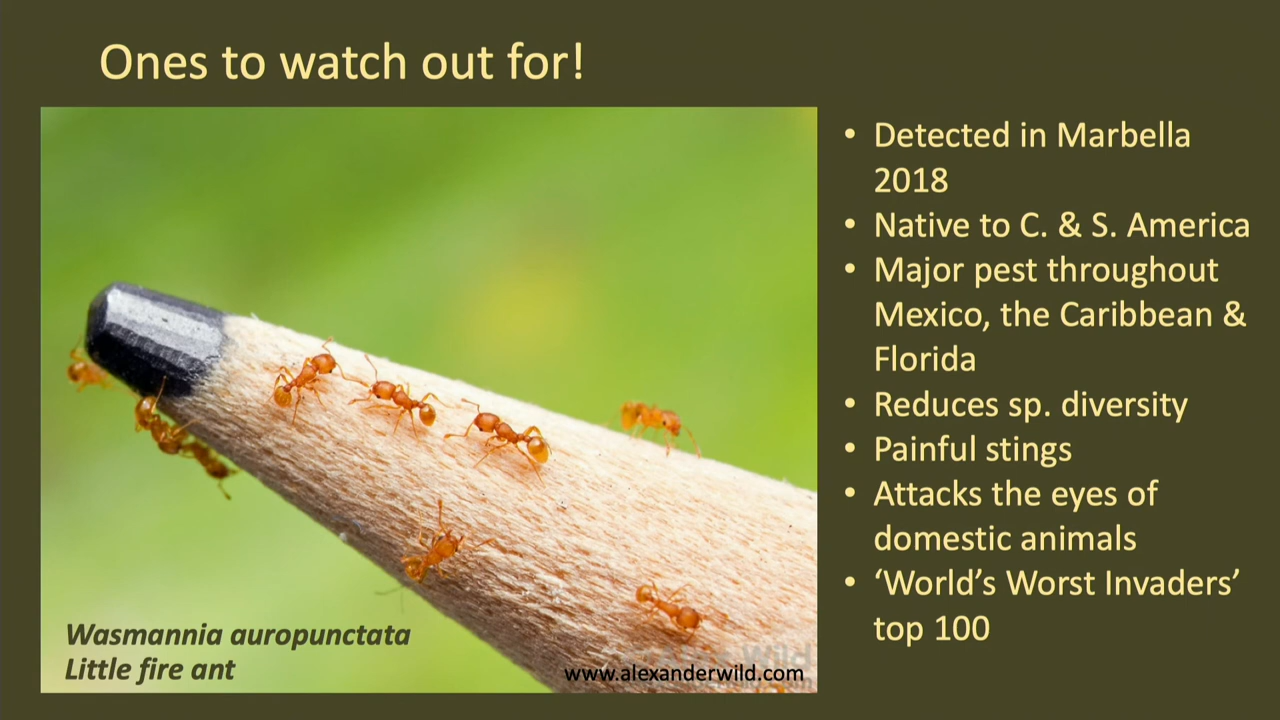 Ones to watch out for!
• Detected in Marbella
2018
• Native to C. & S. America
• Major pest throughout
Mexico, the Caribbean &
Florida
• Reduces sp. diversity
• Painful stings
• Attacks the eyes of
domestic animals
• ‘World’s Worst Invaders’
top 100
Wasmannia auropunctata
Little fire ant
www.alexanderwild.com